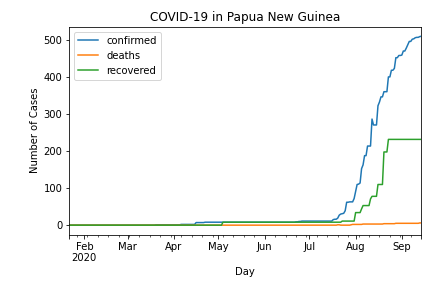 COVID-19 in Papua New Guinea
confirmed
deaths
recovered
500
400
300
200
100
0
Number of Cases
Feb Mar Apr May Jun Jul Aug Sep
2020
Day